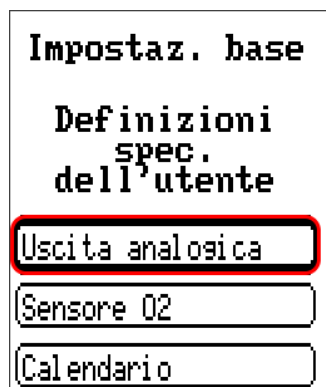 Impostaz. base
Definizioni
spec.
dell'utente
Uscita analogica
Sensore O2
Calendario